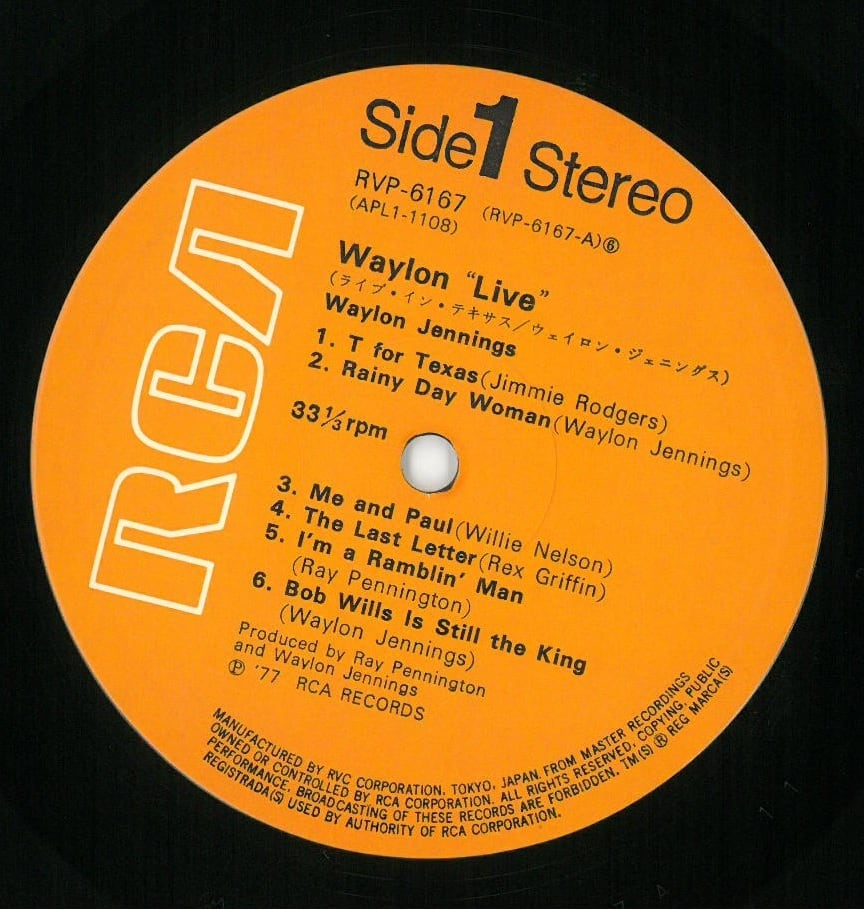 RCA
Side 1 Stereo
RVP-6167 (RVP-6167-A)⑥
(APL1-1108)
Waylon “Live”
(ライブ・イン・テキサス/ウェイロン・ジェニングス)
Waylon Jennings
1. T for Texas(Jimmie Rodgers)
2. Rainy Day Woman(Waylon Jennings)
33⅓rpm
3. Me and Paul(Willie Nelson)
4. The Last Letter(Rex Griffin)
5. I'm a Ramblin' Man
(Ray Pennington)
6. Bob Wills Is Still the King
(Waylon Jennings)
Produced by Ray Pennington
and Waylon Jennings
Ⓟ '77 RCA RECORDS
MANUFACTURED BY RVC CORPORATION. TOKYO, JAPAN. FROM MASTER RECORDINGS
OWNED OR CONTROLLED BY RCA CORPORATION. ALL RIGHTS RESERVED, COPYING, PUBLIC
PERFORMANCE, BROADCASTING OF THESE RECORDS ARE FORBIDDEN. TM(S) ® REG MARCA(S)
REGISTRADA(S) USED BY AUTHORITY OF RCA CORPORATION.